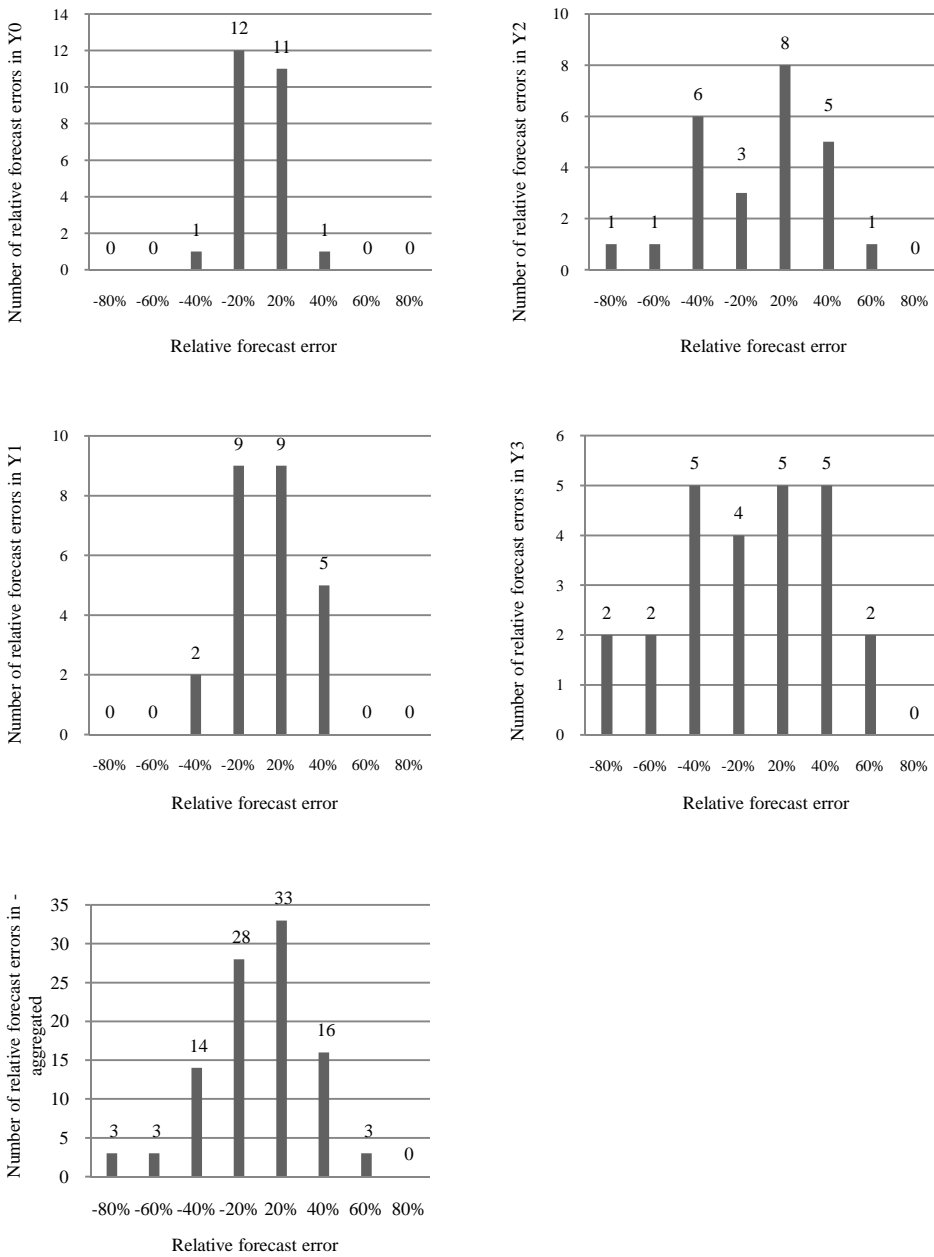 Number of relative forecast errors in Y0
14
12
10
8
6
4
2
0
0 0 1 12 11 1 0 0
-80% -60% -40% -20% 20% 40% 60% 80%
Relative forecast error
Number of relative forecast errors in Y2
10
8
6
4
2
0
1 1 6 3 8 5 1 0
-80% -60% -40% -20% 20% 40% 60% 80%
Relative forecast error
Number of relative forecast errors in Y1
10
8
6
4
2
0
0 0 2 9 9 5 0 0
-80% -60% -40% -20% 20% 40% 60% 80%
Relative forecast error
Number of relative forecast errors in Y3
6
5
4
3
2
1
0
2 2 5 4 5 5 2 0
-80% -60% -40% -20% 20% 40% 60% 80%
Relative forecast error
Number of relative forecast errors in -
aggregated
35
30
25
20
15
10
5
0
3 3 14 28 33 16 3 0
-80% -60% -40% -20% 20% 40% 60% 80%
Relative forecast error